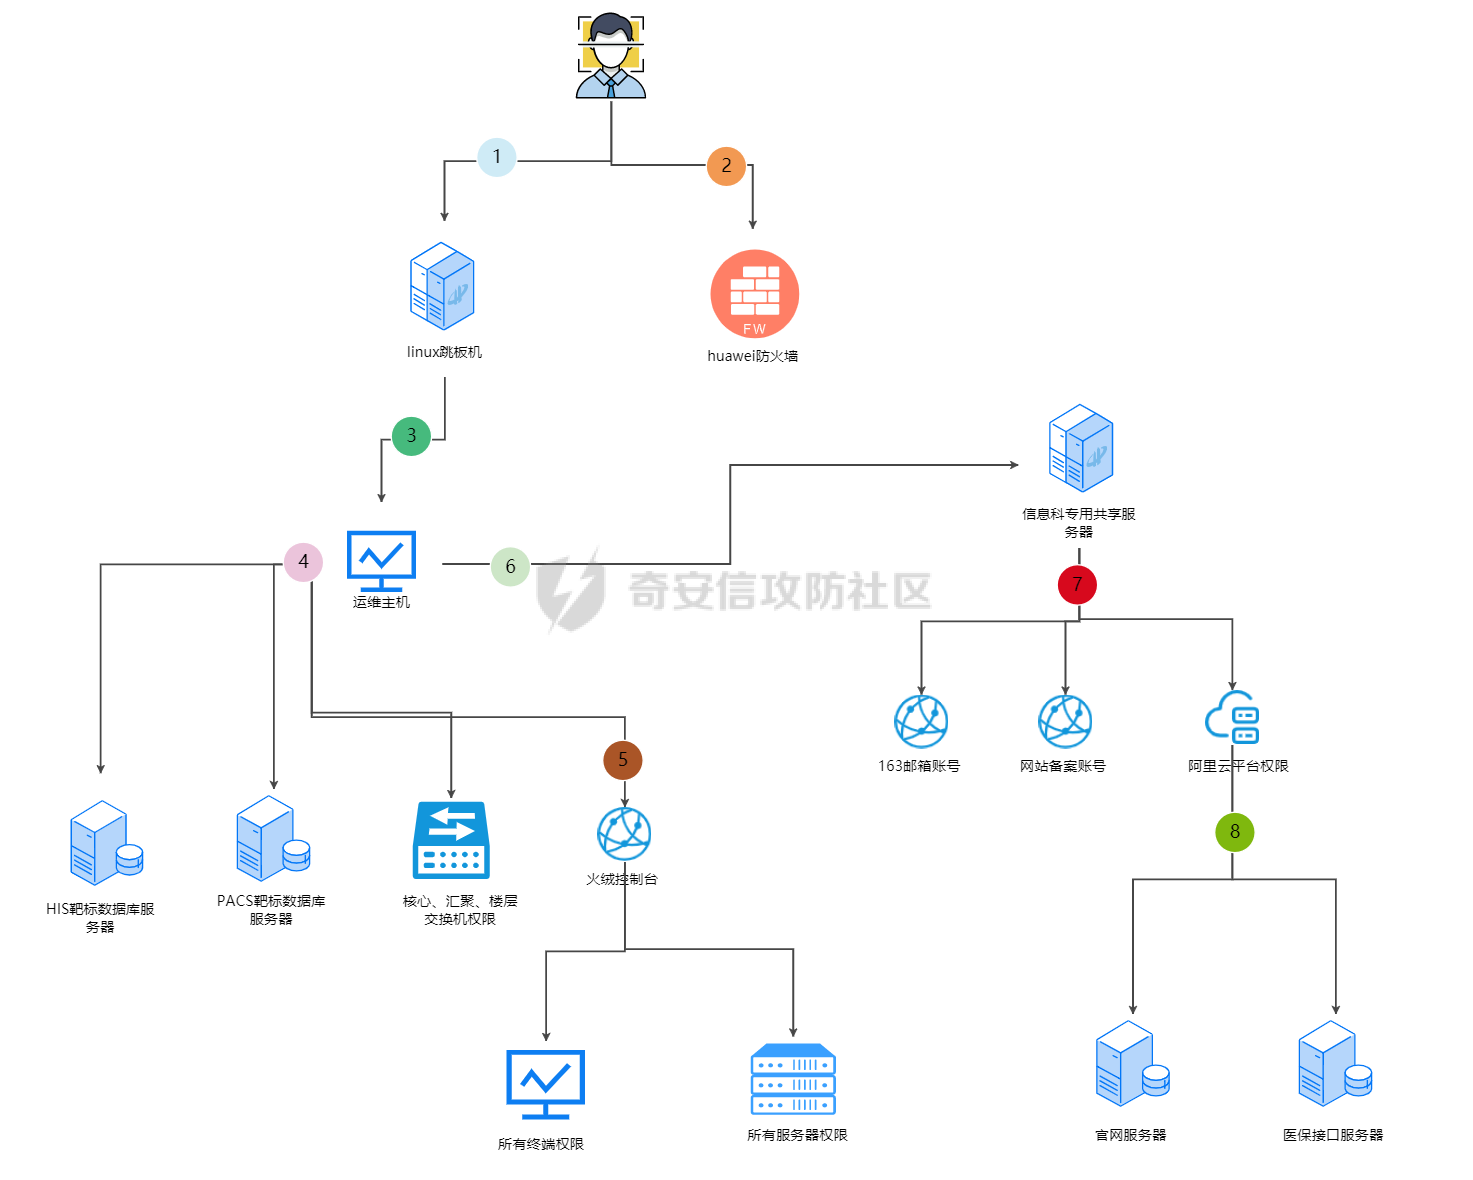 1
2
FW
linux跳板机
huawei防火墙
3
信息科专用共享服
务器
4
6
运维主机
奇安信攻防社区
7
5
163邮箱账号
网站备案账号
阿里云平台权限
8
火绒控制台
HIS靶标数据库服
务器
PACS靶标数据库
服务器
核心、汇聚、楼层
交换机权限
所有终端权限
所有服务器权限
官网服务器
医保接口服务器